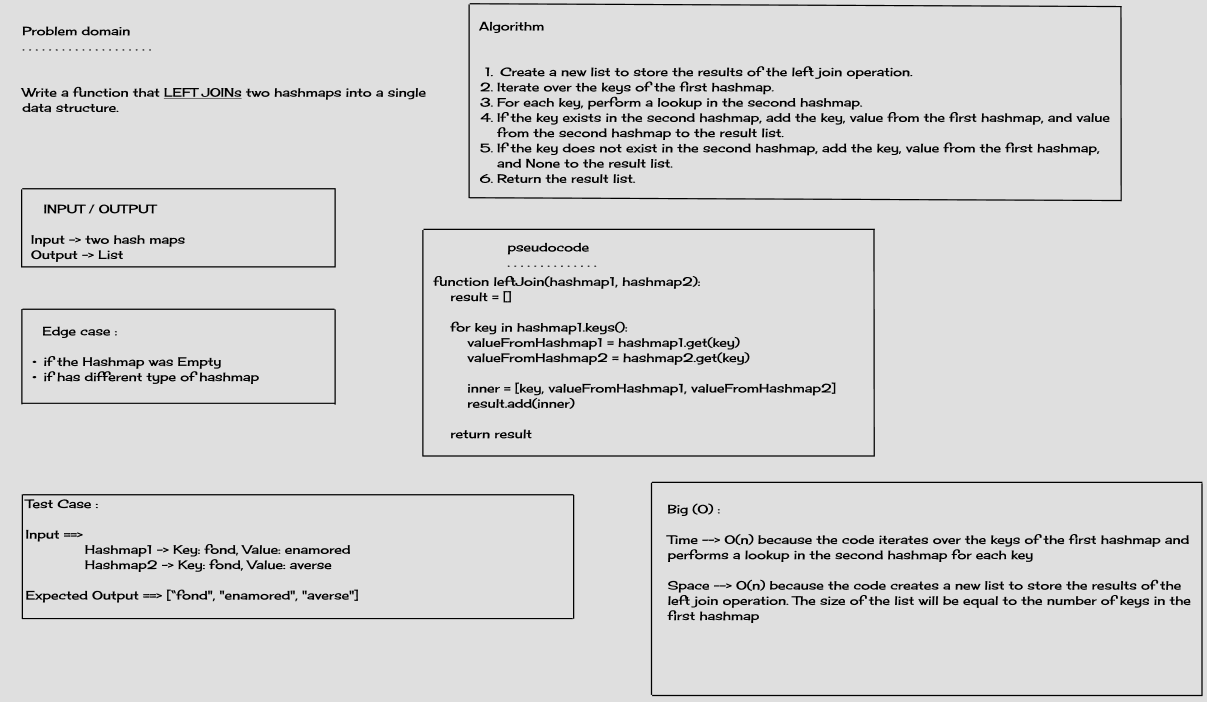 Problem domain
. . . . . . . . . . . . . . . . . . . .
Write a function that LEFT JOINs two hashmaps into a single
data structure.
INPUT / OUTPUT
Input -> two hash maps
Output -> List
Edge case :
- if the Hashmap was Empty
- if has different type of hashmap
Algorithm
1. Create a new list to store the results of the left join operation.
2. Iterate over the keys of the first hashmap.
3. For each key, perform a lookup in the second hashmap.
4. If the key exists in the second hashmap, add the key, value from the first hashmap, and value
from the second hashmap to the result list.
5. If the key does not exist in the second hashmap, add the key, value from the first hashmap,
and None to the result list.
6. Return the result list.
pseudocode
. . . . . . . . . . . . . .
function leftJoin(hashmap1, hashmap2):
result = []
for key in hashmap1.keys():
valueFromHashmap1 = hashmap1.get(key)
valueFromHashmap2 = hashmap2.get(key)
inner = [key, valueFromHashmap1, valueFromHashmap2]
result.add(inner)
return result
Test Case :
Input ==>
Hashmap1 -> Key: fond, Value: enamored
Hashmap2 -> Key: fond, Value: averse
Expected Output ==> ["fond", "enamored", "averse"]
Big (O) :
Time --> O(n) because the code iterates over the keys of the first hashmap and
performs a lookup in the second hashmap for each key
Space --> O(n) because the code creates a new list to store the results of the
left join operation. The size of the list will be equal to the number of keys in the
first hashmap